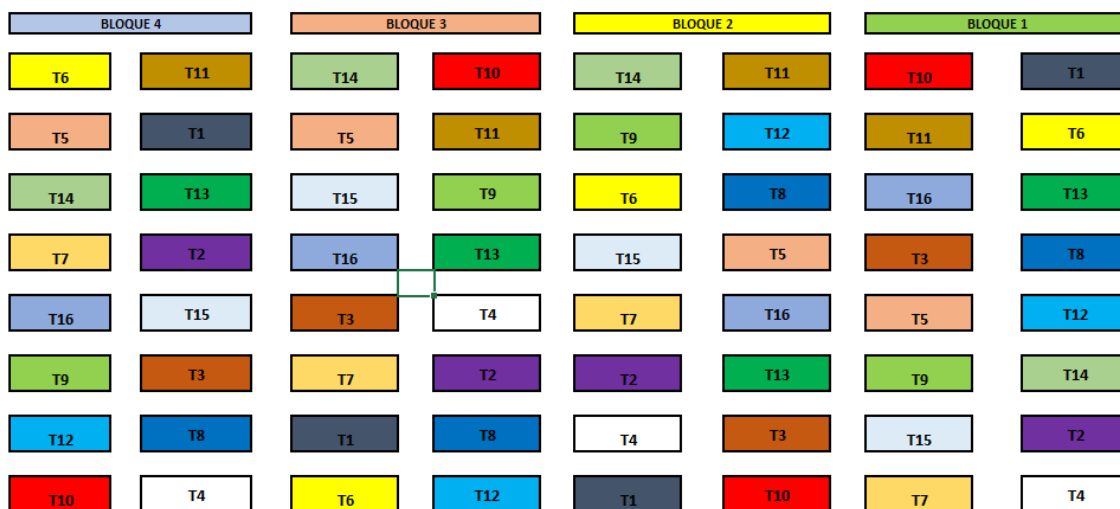 BLOQUE 4 BLOQUE 3 BLOQUE 2 BLOQUE 1
T6 T11 T14 T10 T14 T11 T10 T1
T5 T1 T5 T11 T9 T12 T11 T6
T14 T13 T15 T9 T6 T8 T16 T13
T7 T2 T16 T13 T15 T5 T3 T8
T16 T15 T3 T4 T7 T16 T5 T12
T9 T3 T7 T2 T2 T13 T9 T14
T12 T8 T1 T8 T4 T3 T15 T2
T10 T4 T6 T12 T1 T10 T7 T4